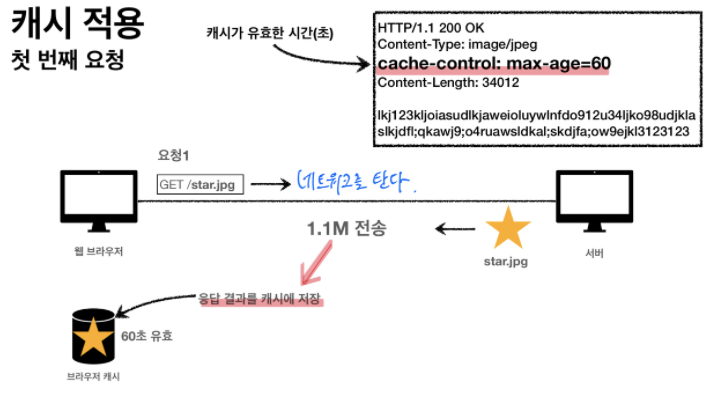 캐시 적용
첫 번째 요청
캐시가 유효한 시간(초)
HTTP/1.1 200 OK
Content-Type: image/jpeg
cache-control: max-age=60
Content-Length: 34012
lkj123kljoiasudlkjaweioluywlnfdo912u34ljko98udjkla
slkjdfl;qkawj9;o4ruawsldkal;skdjfa;ow9ejkl3123123
요청1
GET /star.jpg
네트워크를 탄다.
1.1M 전송
star.jpg
웹 브라우저
서버
응답 결과를 캐시에 저장
60초 유효
브라우저 캐시